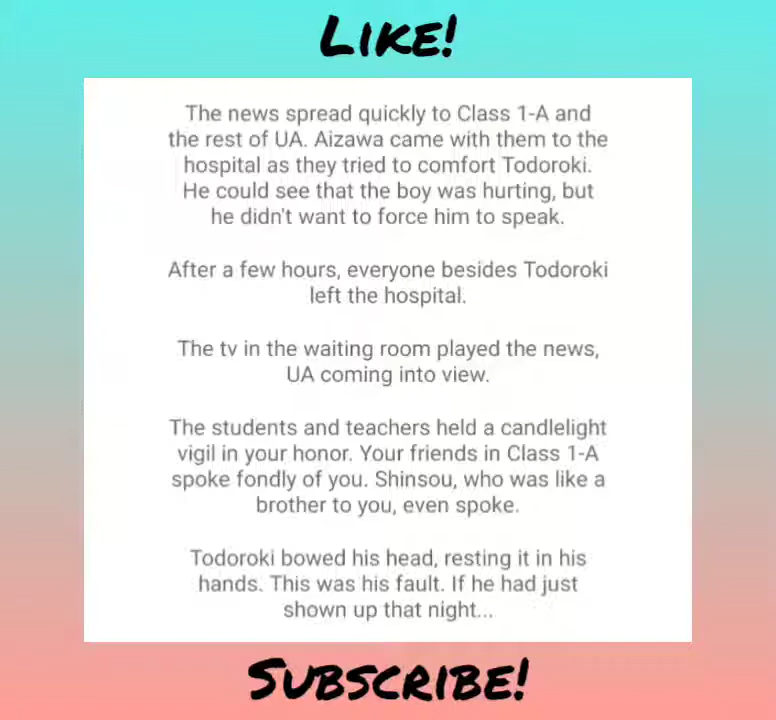 LIKE!
The news spread quickly to Class 1-A and
the rest of UA. Aizawa came with them to the
hospital as they tried to comfort Todoroki.
He could see that the boy was hurting, but
he didn't want to force him to speak.
After a few hours, everyone besides Todoroki
left the hospital.
The tv in the waiting room played the news,
UA coming into view.
The students and teachers held a candlelight
vigil in your honor. Your friends in Class 1-A
spoke fondly of you. Shinsou, who was like a
brother to you, even spoke.
Todoroki bowed his head, resting it in his
hands. This was his fault. If he had just
shown up that night...
SUBSCRIBE!